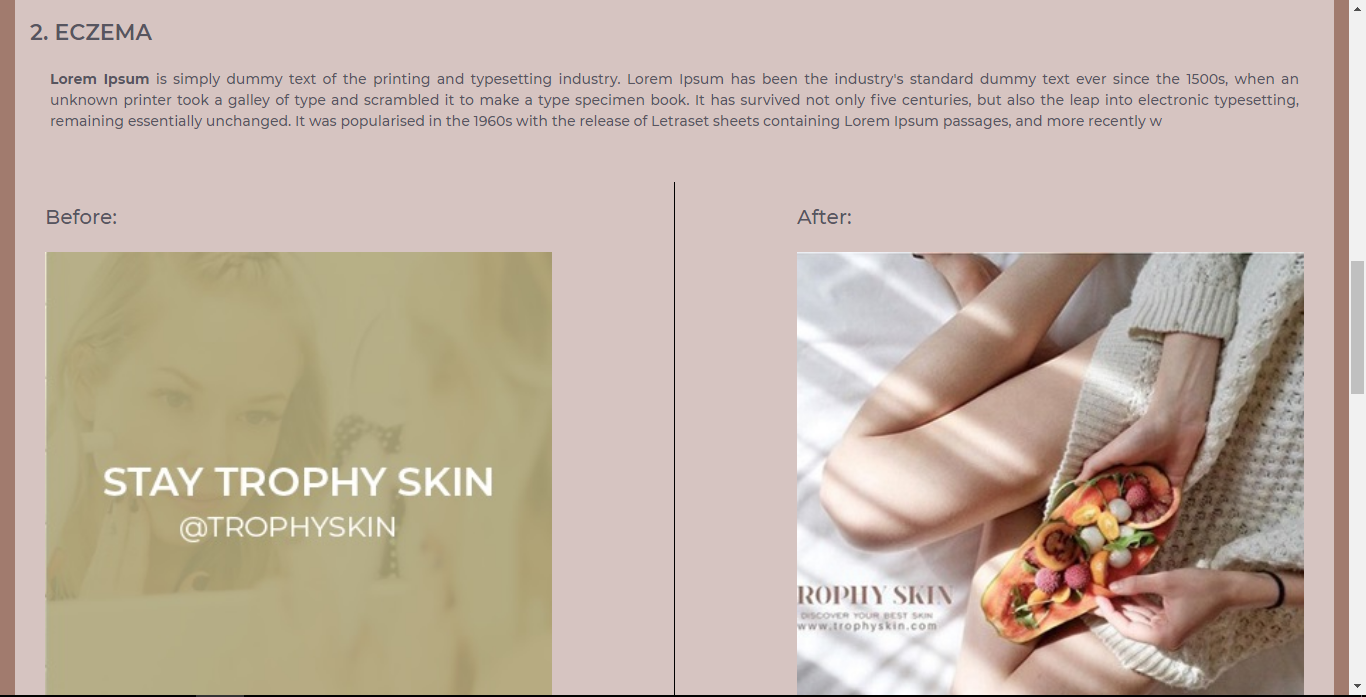 2. ECZEMA
Lorem Ipsum is simply dummy text of the printing and typesetting industry. Lorem Ipsum has been the industry's standard dummy text ever since the 1500s, when an
unknown printer took a galley of type and scrambled it to make a type specimen book. It has survived not only five centuries, but also the leap into electronic typesetting,
remaining essentially unchanged. It was popularised in the 1960s with the release of Letraset sheets containing Lorem Ipsum passages, and more recently w
Before:
After:
STAY TROPHY SKIN
@TROPHYSKIN
ROPHY SKIN
DISCOVER YOUR BEST SKIN
www.trophyskin.com